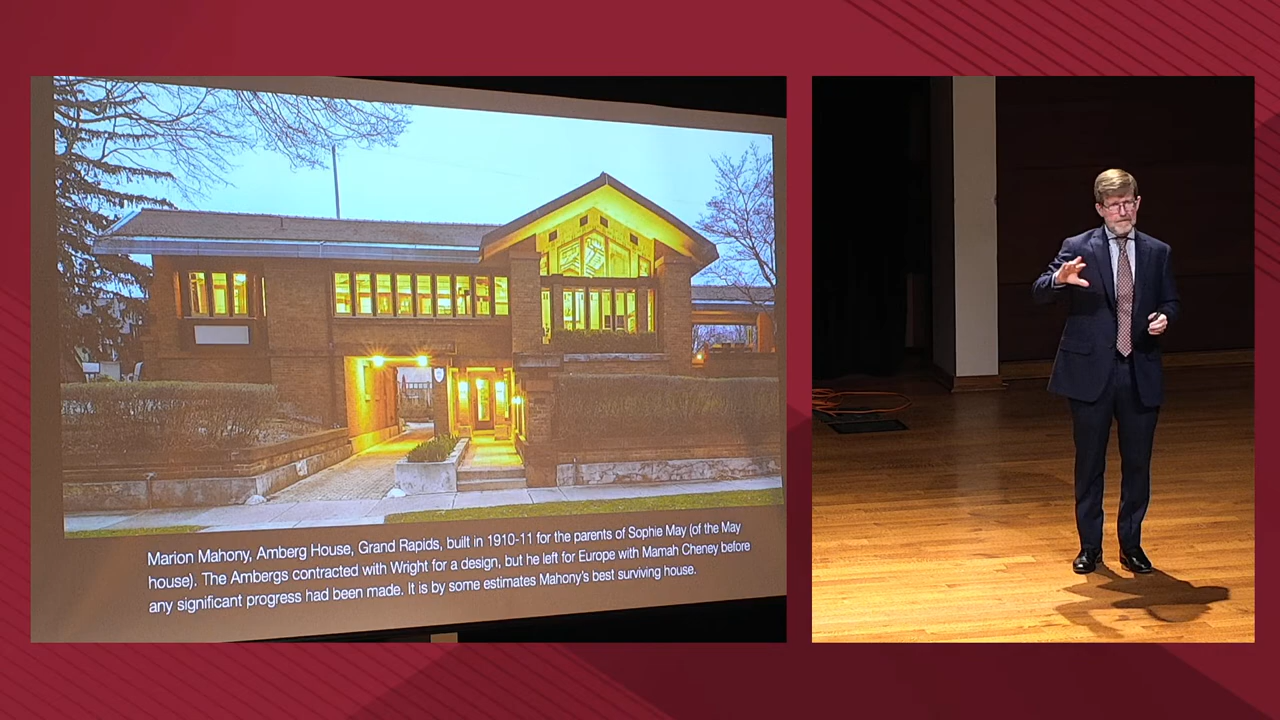 Marion Mahony, Amberg House, Grand Rapids, built in 1910-11 for the parents of Sophie May (of the May
house). The Ambergs contracted with Wright for a design, but he left for Europe with Mamah Cheney before
any significant progress had been made. It is by some estimates Mahony's best surviving house.